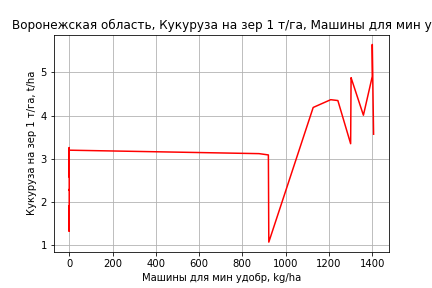 Воронежская область, Кукуруза на зер 1 т/га, Машины для мин у
Кукуруза на зер 1 т/га, t/ha
5
4
3
2
1
0 200 400 600 800 1000 1200 1400
Машины для мин удобр, kg/ha